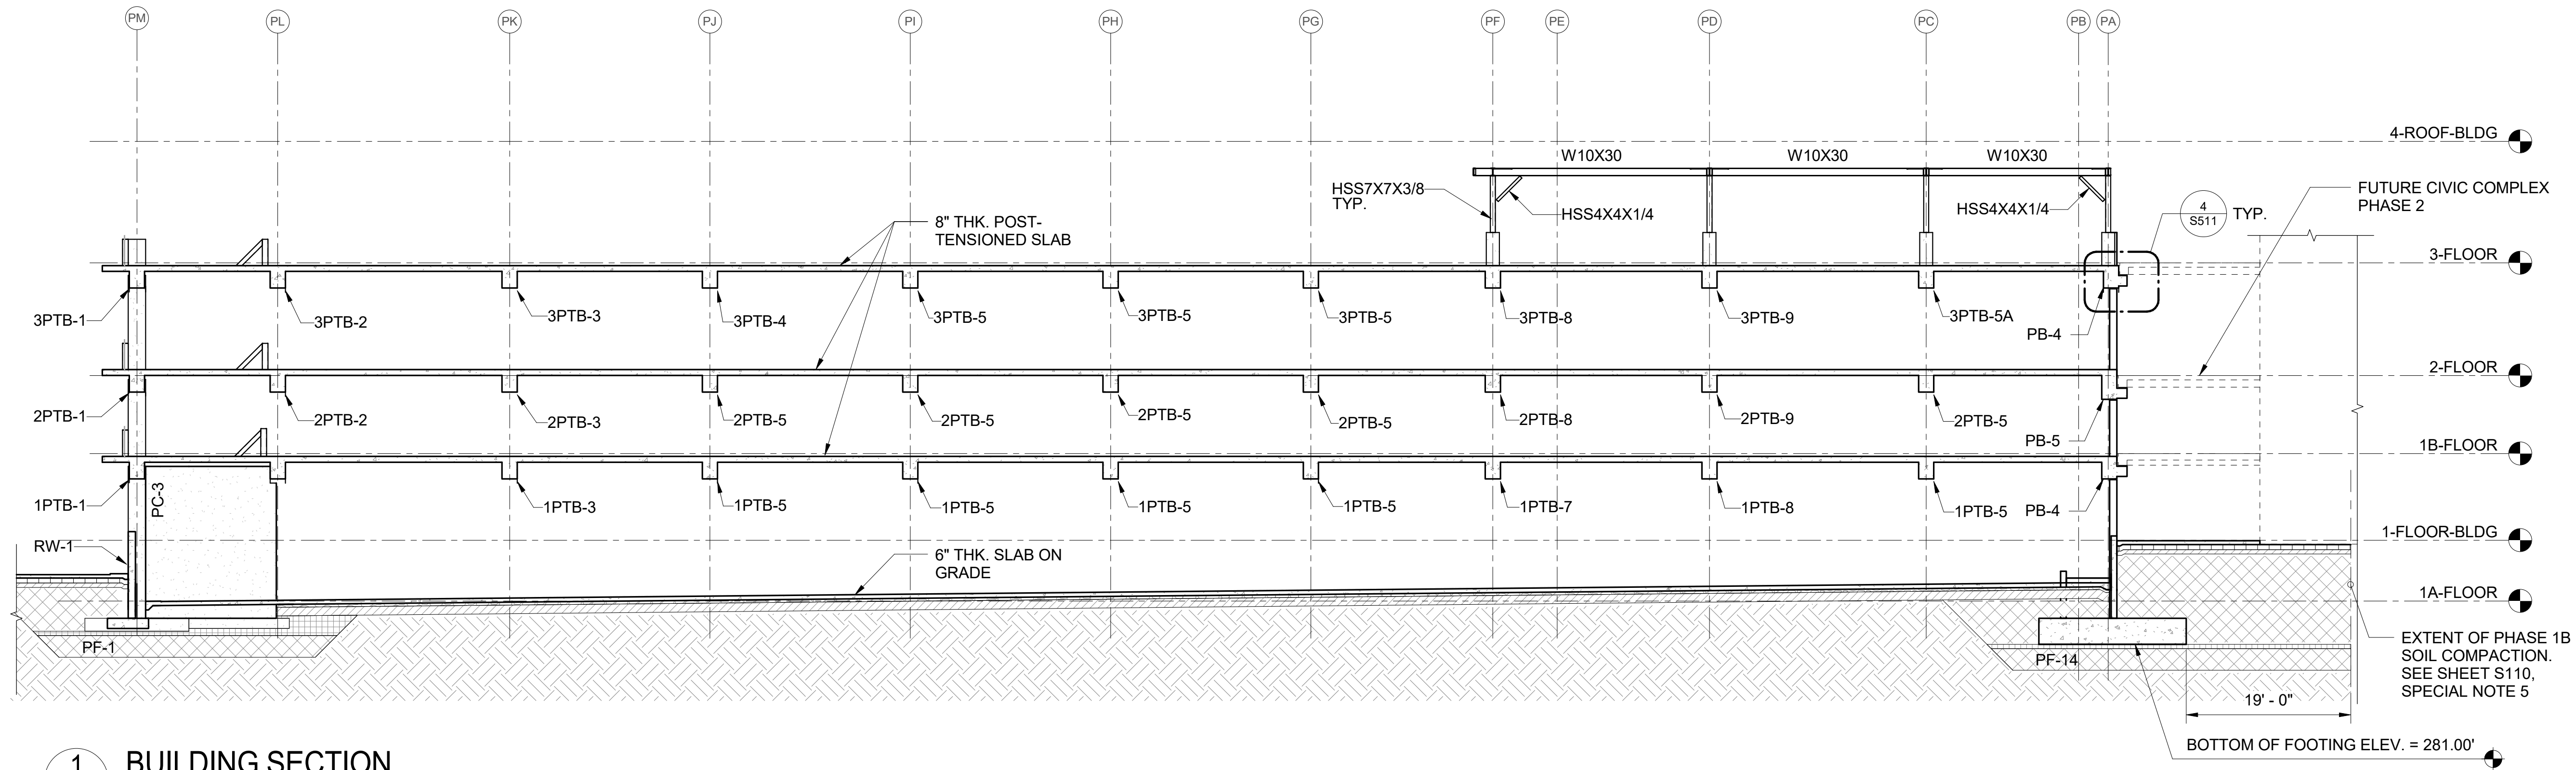 PM
PL
PK
PJ
PI
PH
PG
PF
PE
PD
PC
PB
PA
4-ROOF-BLDG
W10X30
W10X30
W10X30
HSS7X7X3/8
TYP.
HSS4X4X1/4
HSS4X4X1/4
4
S511
TYP.
FUTURE CIVIC COMPLEX
PHASE 2
8" THK. POST-
TENSIONED SLAB
3-FLOOR
3PTB-1
3PTB-2
3PTB-3
3PTB-4
3PTB-5
3PTB-5
3PTB-5
3PTB-8
3PTB-9
3PTB-5A
PB-4
2-FLOOR
2PTB-1
2PTB-2
2PTB-3
2PTB-5
2PTB-5
2PTB-5
2PTB-5
2PTB-8
2PTB-9
2PTB-5
PB-5
1B-FLOOR
1PTB-1
PC-3
1PTB-3
1PTB-5
1PTB-5
1PTB-5
1PTB-5
1PTB-7
1PTB-8
1PTB-5
PB-4
1-FLOOR-BLDG
RW-1
6" THK. SLAB ON
GRADE
1A-FLOOR
PF-1
PF-14
EXTENT OF PHASE 1B
SOIL COMPACTION.
SEE SHEET S110,
SPECIAL NOTE 5
19' - 0"
BOTTOM OF FOOTING ELEV. = 281.00'
1
BUILDING SECTION